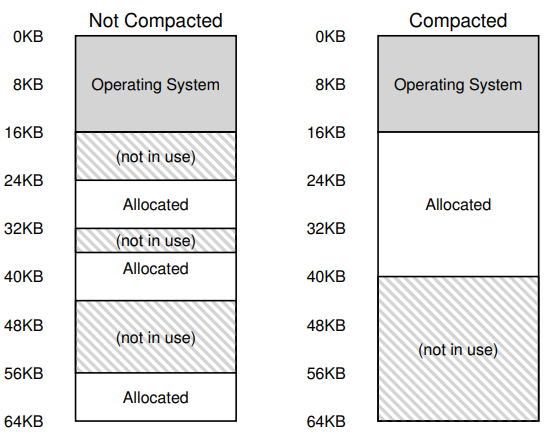 Not Compacted
0KB
Operating System
8KB
16KB
(not in use)
24KB
Allocated
32KB
(not in use)
Allocated
40KB
(not in use)
48KB
56KB
Allocated
64KB
Compacted
0KB
Operating System
8KB
16KB
24KB
Allocated
32KB
40KB
48KB
(not in use)
56KB
64KB